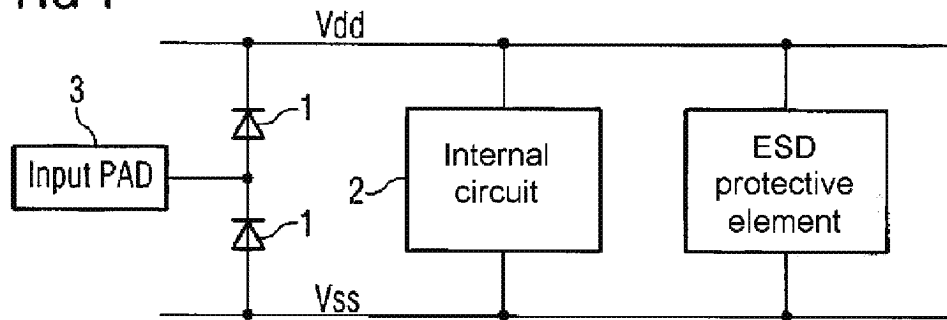 Vdd
3
1
Input PAD
Internal
circuit
2
ESD
protective
element
1
Vss